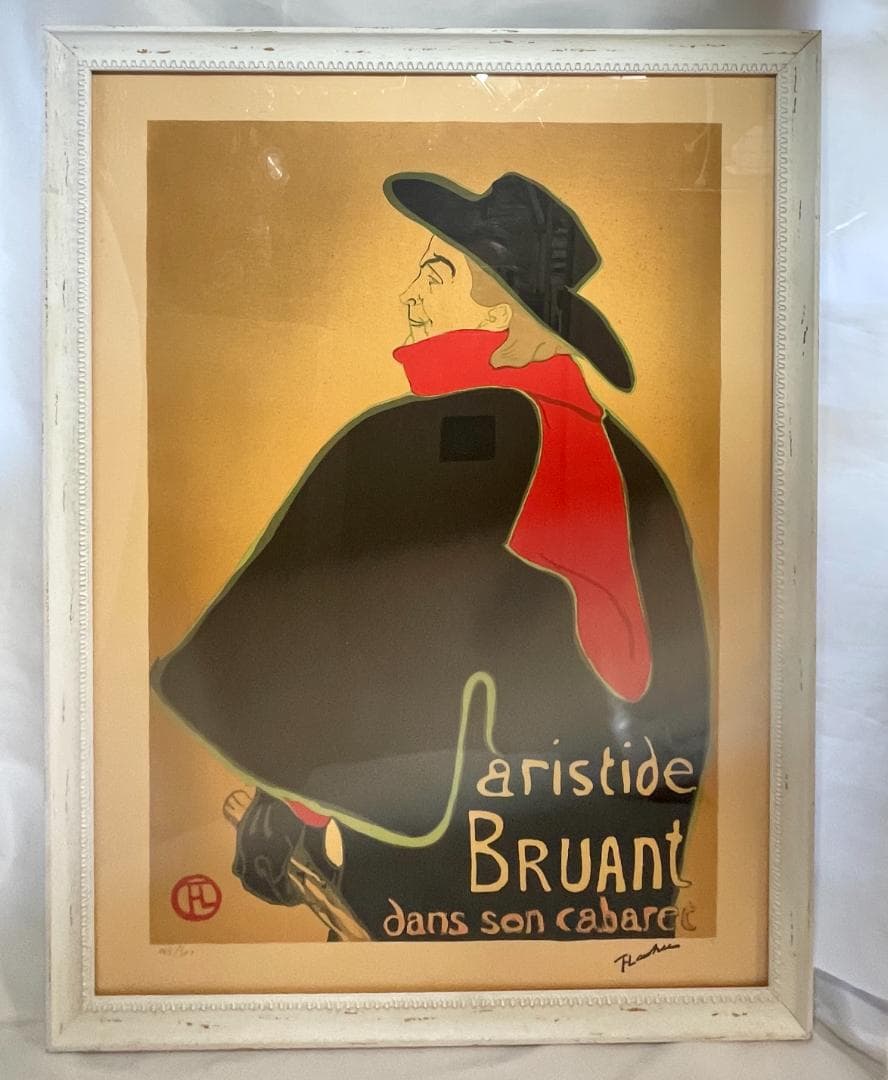 aristide
BRUANt
dans son cabaret